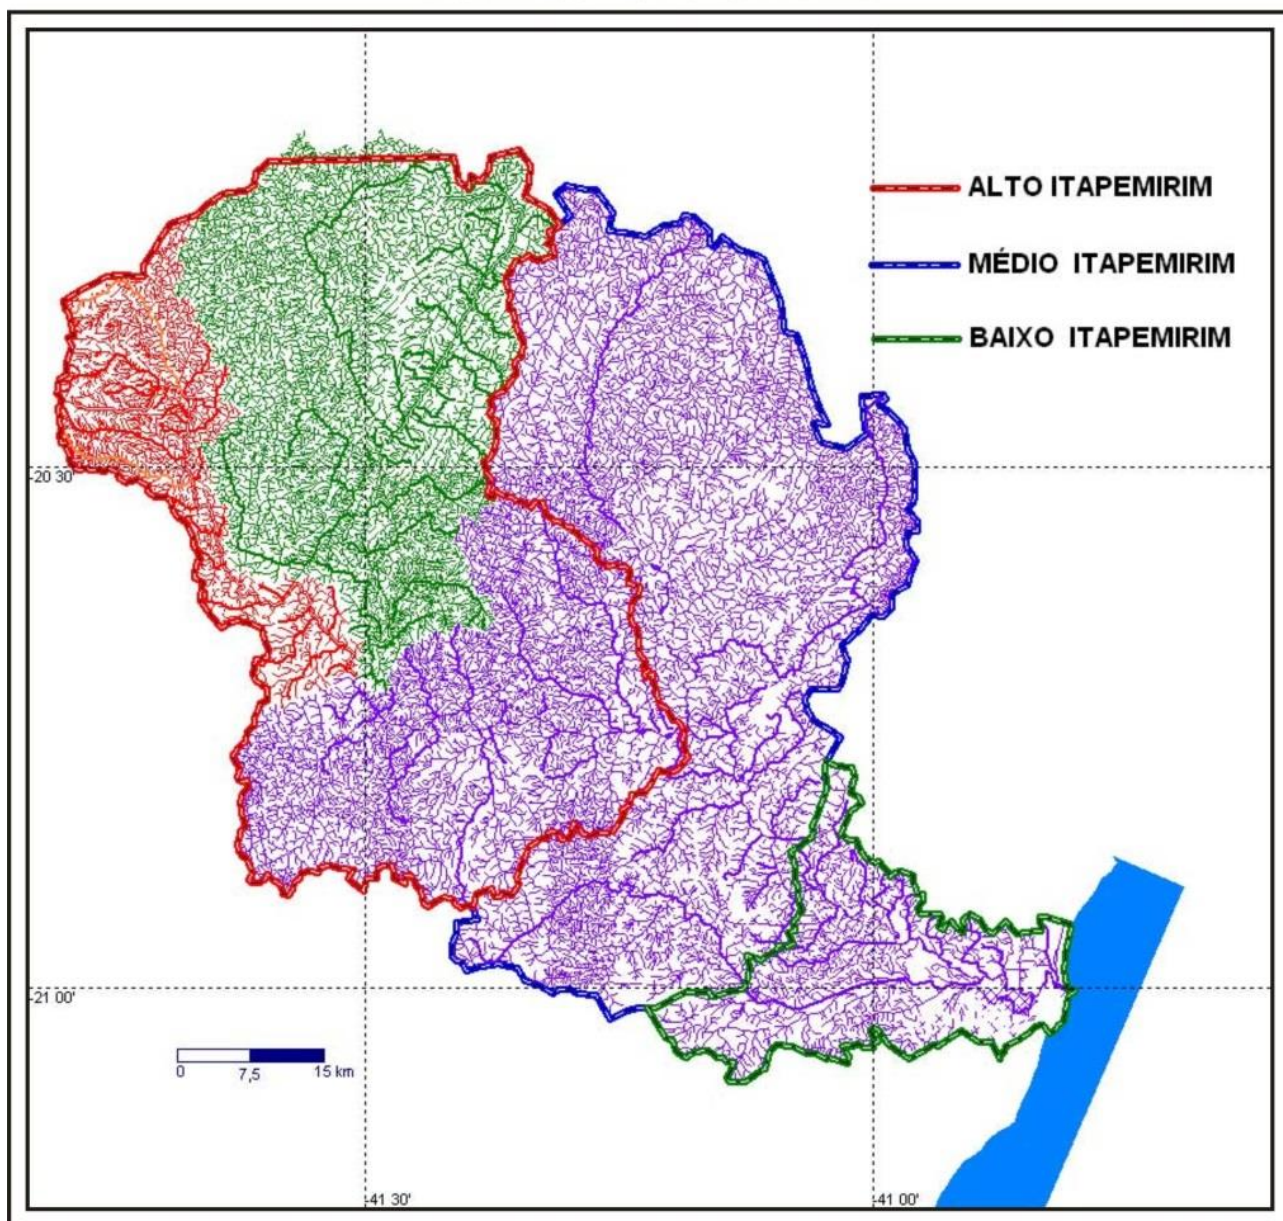 ALTO ITAPEMIRIM
MÉDIO ITAPEMIRIM
BAIXO ITAPEMIRIM
-20 30'
-21 00'
0 7,5 15 km
-41 30'
-41 00'